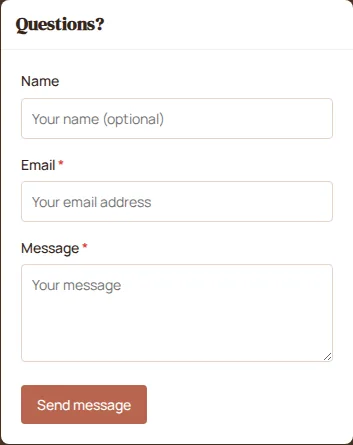 Questions?
Name
Your name (optional)
Email *
Your email address
Message *
Your message
Send message